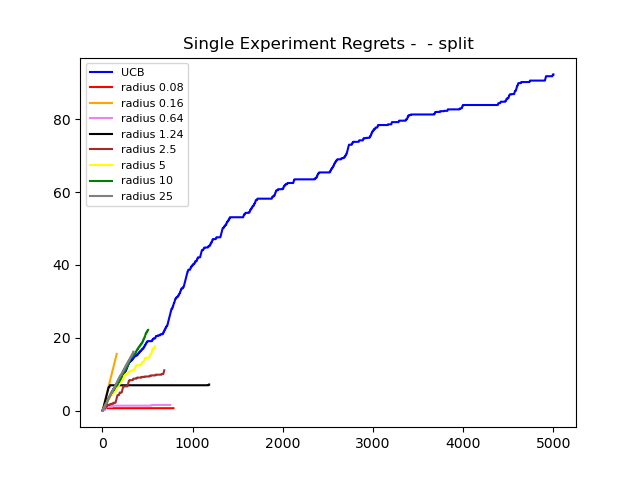 Single Experiment Regrets -  - split
UCB
radius 0.08
radius 0.16
radius 0.64
radius 1.24
radius 2.5
radius 5
radius 10
radius 25
80
60
40
20
0
0 1000 2000 3000 4000 5000